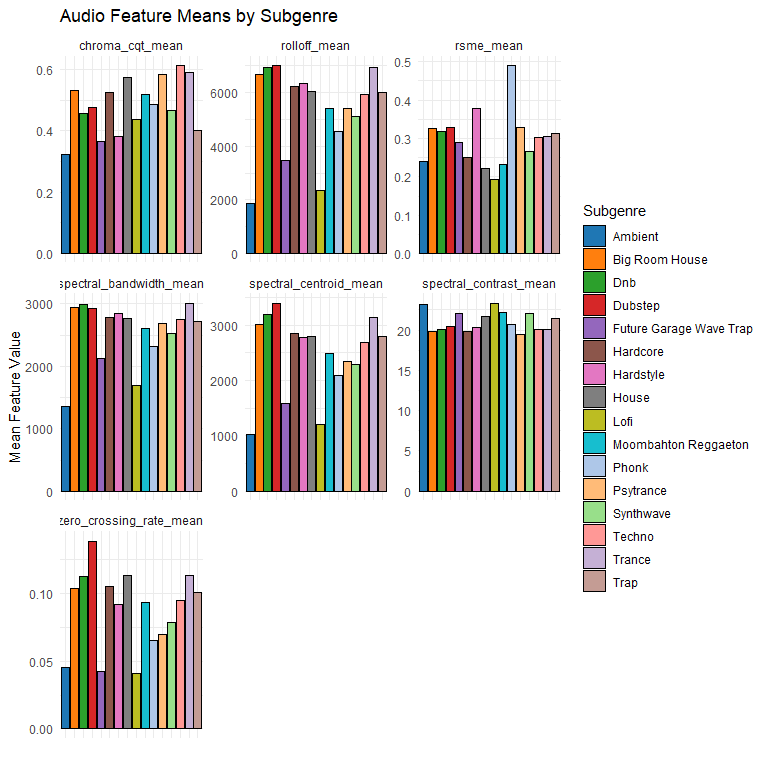 Audio Feature Means by Subgenre
chroma_cqt_mean
rolloff_mean
rsme_mean
0.6
0.4
0.2
0.0
6000
4000
2000
0
0.5
0.4
0.3
0.2
0.1
0.0
spectral_bandwidth_mean
spectral_centroid_mean
spectral_contrast_mean
3000
2000
1000
0
3000
2000
1000
0
20
15
10
5
0
zero_crossing_rate_mean
0.10
0.05
0.00
Mean Feature Value
Subgenre
Ambient
Big Room House
Dnb
Dubstep
Future Garage Wave Trap
Hardcore
Hardstyle
House
Lofi
Moombahton Reggaeton
Phonk
Psytrance
Synthwave
Techno
Trance
Trap